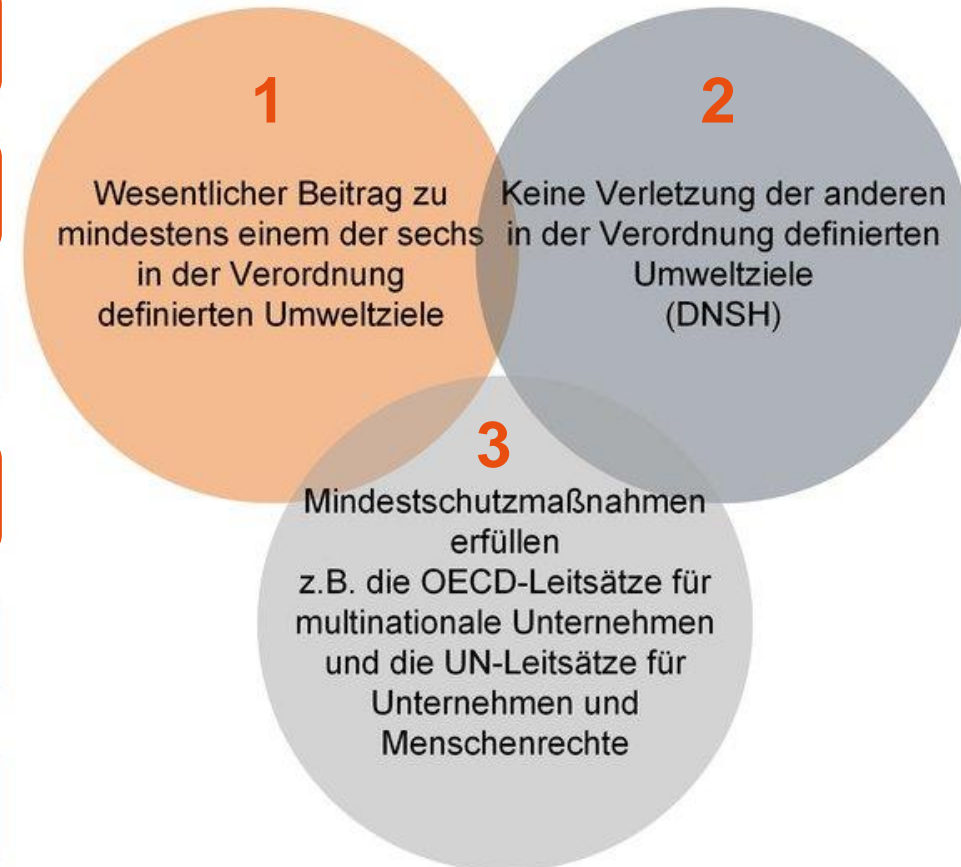 1
Wesentlicher Beitrag zu
mindestens einem der sechs
in der Verordnung
definierten Umweltziele
2
Keine Verletzung der anderen
in der Verordnung definierten
Umweltziele
(DNSH)
3
Mindestschutzmaßnahmen
erfüllen
z.B. die OECD-Leitsätze für
multinationale Unternehmen
und die UN-Leitsätze für
Unternehmen und
Menschenrechte